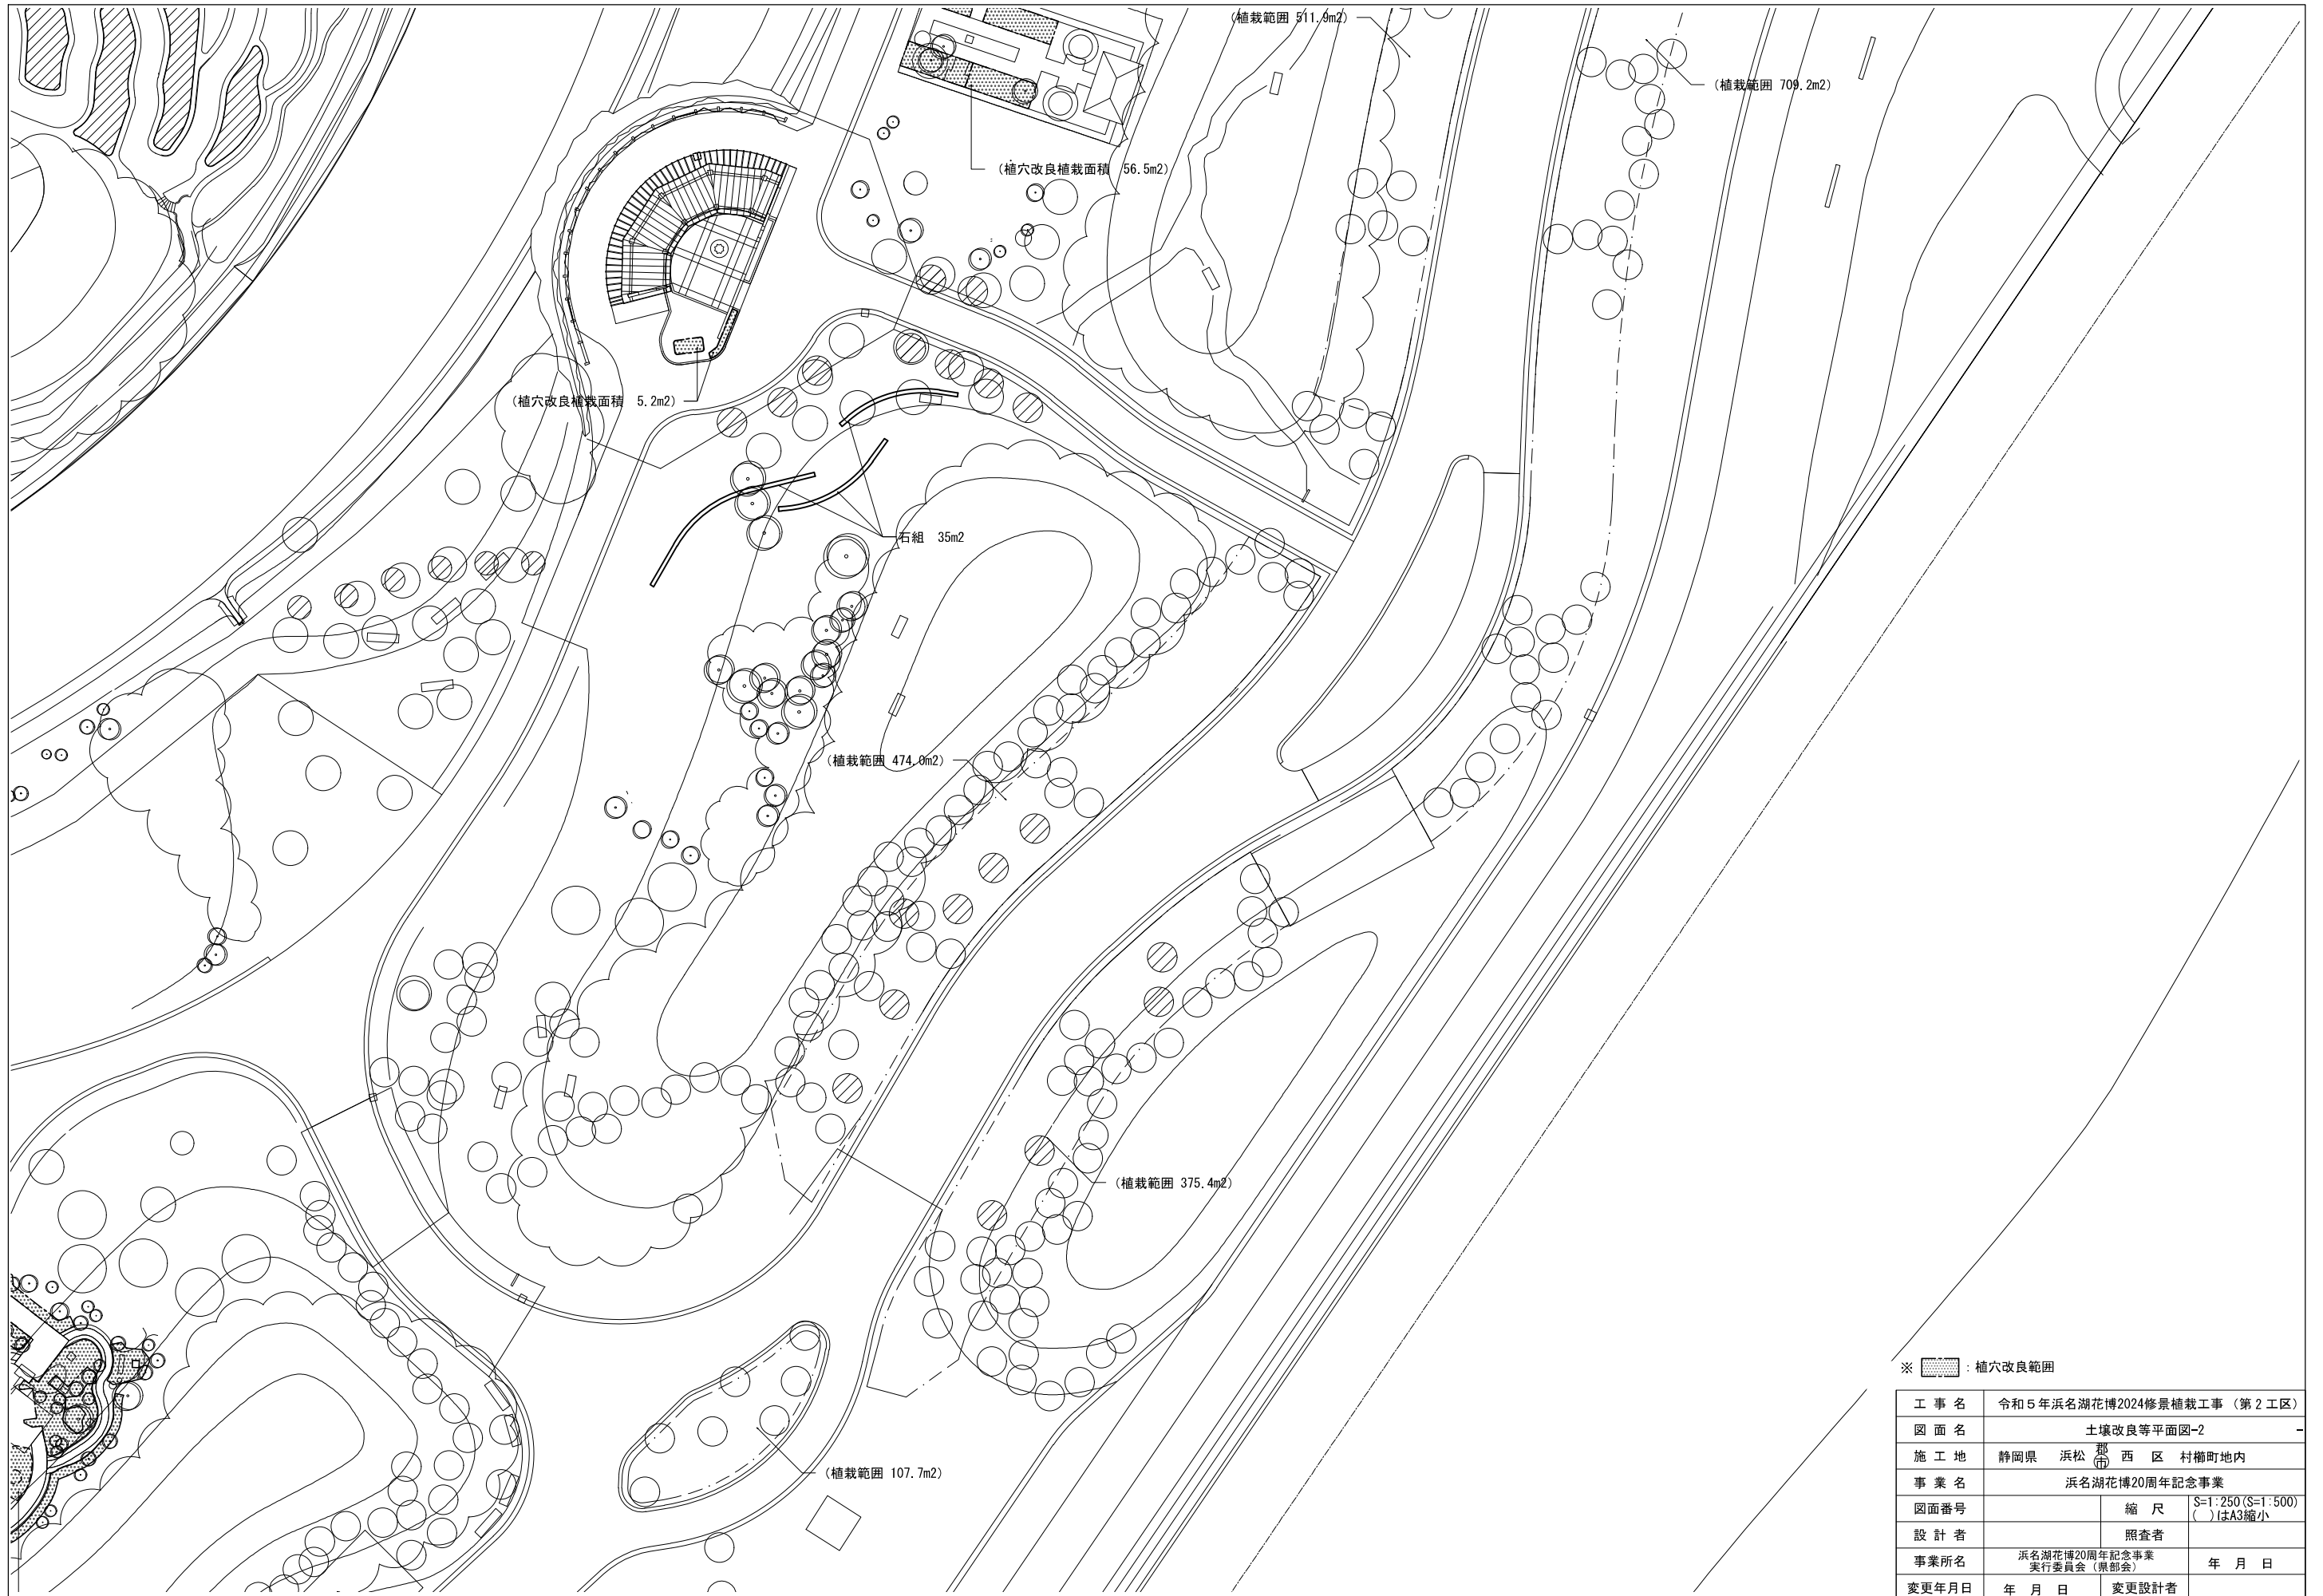 (植栽範囲 511.9m2)
(植栽範囲 709.2m2)
(植穴改良植栽面積 56.5m2)
(植穴改良植栽面積 5.2m2)
石組 35m2
(植栽範囲 474.0m2)
(植栽範囲 375.4m2)
(植栽範囲 107.7m2)
※ :植穴改良範囲
工事名 令和5年浜名湖花博2024修景植栽工事(第2工区)
図面名 土壌改良等平面図-2 -
施工地 静岡県 浜松 郡市 西 区 村櫛町地内
事業名 浜名湖花博20周年記念事業
図面番号 縮尺 S=1:250(S=1:500)
( )はA3縮小
設計者 照査者
事業所名 浜名湖花博20周年記念事業
実行委員会(県部会) 年 月 日
変更年月日 年 月 日 変更設計者